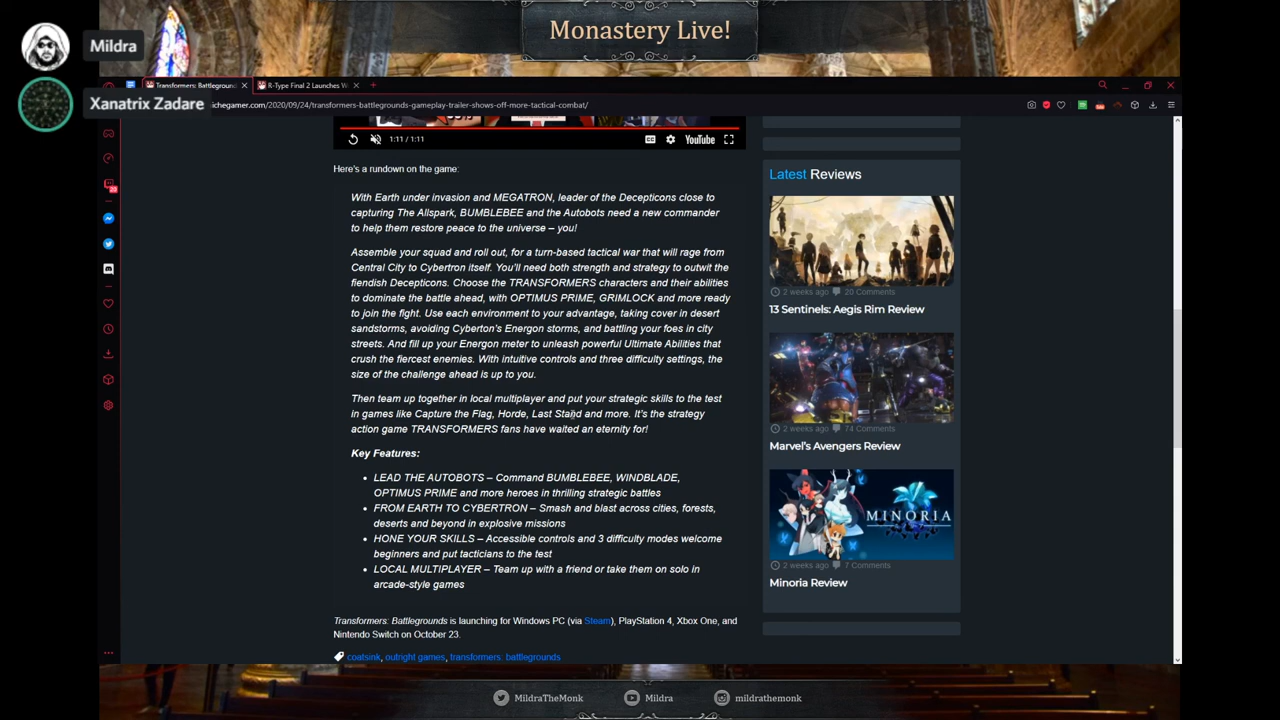 Monastery Live!
Mildra
Xanatrix Zadare
Transformers: Battleground
R-Type Final 2 Launches W
ichegamer.com/2020/09/24/transformers-battlegrounds-gameplay-trailer-shows-off-more-tactical-combat/
1:11 / 1:11
YouTube
Here's a rundown on the game:
With Earth under invasion and MEGATRON, leader of the Decepticons close to
capturing The Allspark, BUMBLEBEE and the Autobots need a new commander
to help them restore peace to the universe – you!
Assemble your squad and roll out, for a turn-based tactical war that will rage from
Central City to Cybertron itself. You'll need both strength and strategy to outwit the
fiendish Decepticons. Choose the TRANSFORMERS characters and their abilities
to dominate the battle ahead, with OPTIMUS PRIME, GRIMLOCK and more ready
to join the fight. Use each environment to your advantage, taking cover in desert
sandstorms, avoiding Cyberton's Energon storms, and battling your foes in city
streets. And fill up your Energon meter to unleash powerful Ultimate Abilities that
crush the fiercest enemies. With intuitive controls and three difficulty settings, the
size of the challenge ahead is up to you.
Then team up together in local multiplayer and put your strategic skills to the test
in games like Capture the Flag, Horde, Last Stand and more. It's the strategy
action game TRANSFORMERS fans have waited an eternity for!
Key Features:
• LEAD THE AUTOBOTS – Command BUMBLEBEE, WINDBLADE,
OPTIMUS PRIME and more heroes in thrilling strategic battles
• FROM EARTH TO CYBERTRON – Smash and blast across cities, forests,
deserts and beyond in explosive missions
• HONE YOUR SKILLS – Accessible controls and 3 difficulty modes welcome
beginners and put tacticians to the test
• LOCAL MULTIPLAYER – Team up with a friend or take them on solo in
arcade-style games
Transformers: Battlegrounds is launching for Windows PC (via Steam), PlayStation 4, Xbox One, and
Nintendo Switch on October 23.
coatsink, outright games, transformers: battlegrounds
Latest Reviews
2 weeks ago 20 Comments
13 Sentinels: Aegis Rim Review
2 weeks ago 74 Comments
Marvel's Avengers Review
MINORIA
2 weeks ago 7 Comments
Minoria Review
MildraTheMonk
Mildra
mildrathemonk